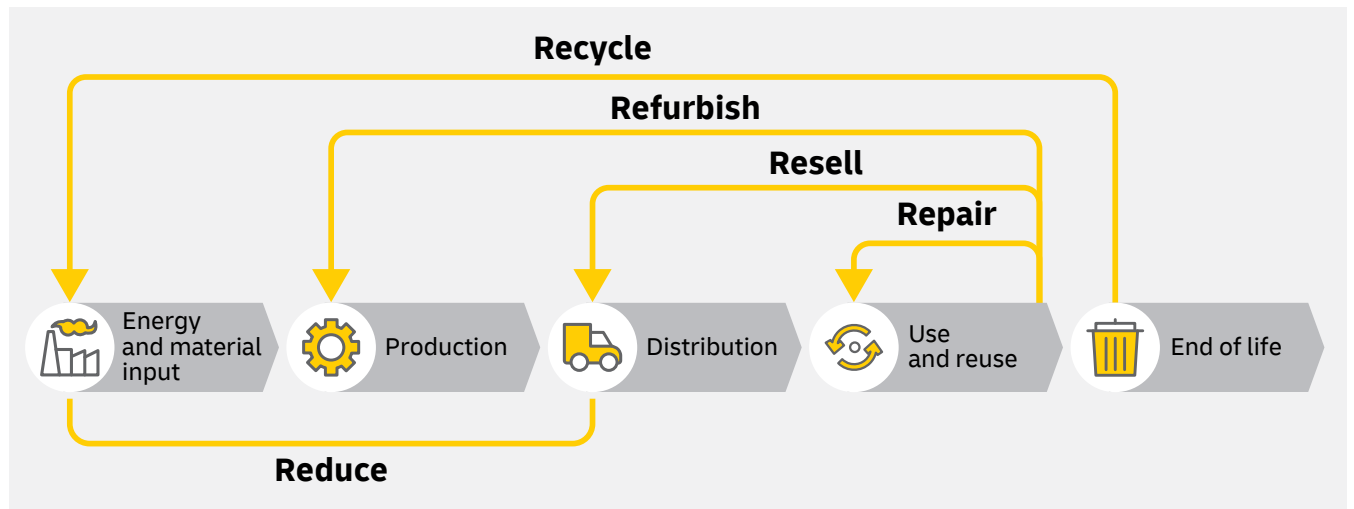 Recycle
Refurbish
Resell
Repair
Energy
and material
input
Production
Distribution
Use
and reuse
End of life
Reduce